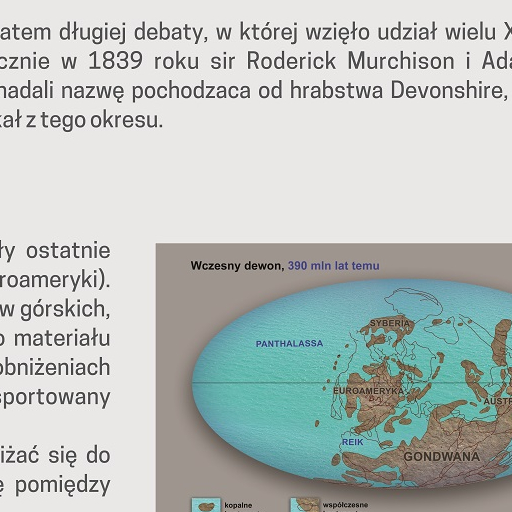 atem długiej debaty, w której wzięło udział wielu X
cznie w 1839 roku sir Roderick Murchison i Ada
nadali nazwę pochodzaca od hrabstwa Devonshire,
kał z tego okresu.
ły ostatnie
roameryki).
w górskich,
o materiału
obniżeniach
sportowany
iżać się do
ę pomiędzy
Wczesny dewon, 390 mln lat temu
SYBERIA
PANTHALASSA
EUROAMERYKA
AUSTR
REIK
GONDWANA
kopalne
współczesne